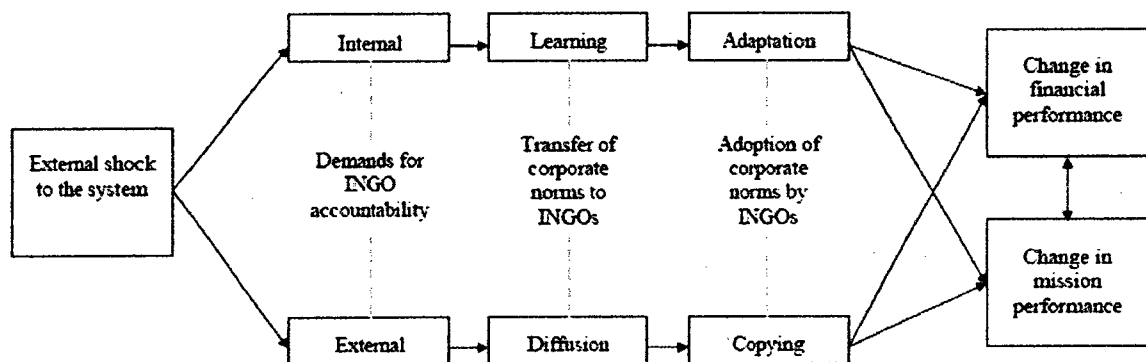 Internal
Learning
Adaptation
Change in
financial
performance
External shock
to the system
Demands for
INGO
accountability
Transfer of
corporate
norms to
INGOs
Adoption of
corporate
norms by
INGOs
Change in
mission
performance
External
Diffusion
Copying